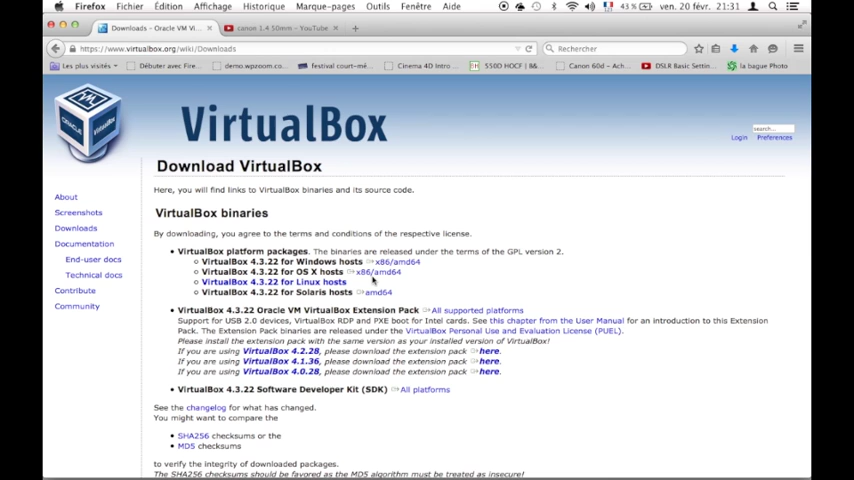 Firefox Fichier Édition Affichage Historique Marque-pages Outils Fenêtre Aide 43 % ven. 20 févr. 21:31
Downloads – Oracle VM Vi... canone 1.4 50mm – YouTube
https://www.virtualbox.org/wiki/Downloads Rechercher
Les plus visités Débuter avec Fire... demo.wpzoom.co... festival court-mé... Cinema 4D Intro ... 550D HOCF || 8&... Canon 60d – Ach... DSLR Basic Settin... la bague Photo
ORACLE
VM
VirtualBox
VirtualBox
search...
Login Preferences
Download VirtualBox
Here, you will find links to VirtualBox binaries and its source code.
About
Screenshots
Downloads
Documentation
End-user docs
Technical docs
Contribute
Community
VirtualBox binaries
By downloading, you agree to the terms and conditions of the respective license.
VirtualBox platform packages. The binaries are released under the terms of the GPL version 2.
VirtualBox 4.3.22 for Windows hosts x86/amd64
VirtualBox 4.3.22 for OS X hosts x86/amd64
VirtualBox 4.3.22 for Linux hosts
VirtualBox 4.3.22 for Solaris hosts amd64
VirtualBox 4.3.22 Oracle VM VirtualBox Extension Pack All supported platforms
Support for USB 2.0 devices, VirtualBox RDP and PXE boot for Intel cards. See this chapter from the User Manual for an introduction to this Extension
Pack. The Extension Pack binaries are released under the VirtualBox Personal Use and Evaluation License (PUEL).
Please install the extension pack with the same version as your installed version of VirtualBox!
If you are using VirtualBox 4.2.28, please download the extension pack here.
If you are using VirtualBox 4.1.36, please download the extension pack here.
If you are using VirtualBox 4.0.28, please download the extension pack here.
VirtualBox 4.3.22 Software Developer Kit (SDK) All platforms
See the changelog for what has changed.
You might want to compare the
SHA256 checksums or the
MD5 checksums
to verify the integrity of downloaded packages.
The SHA256 checksums should be favored as the MD5 algorithm must be treated as insecure!